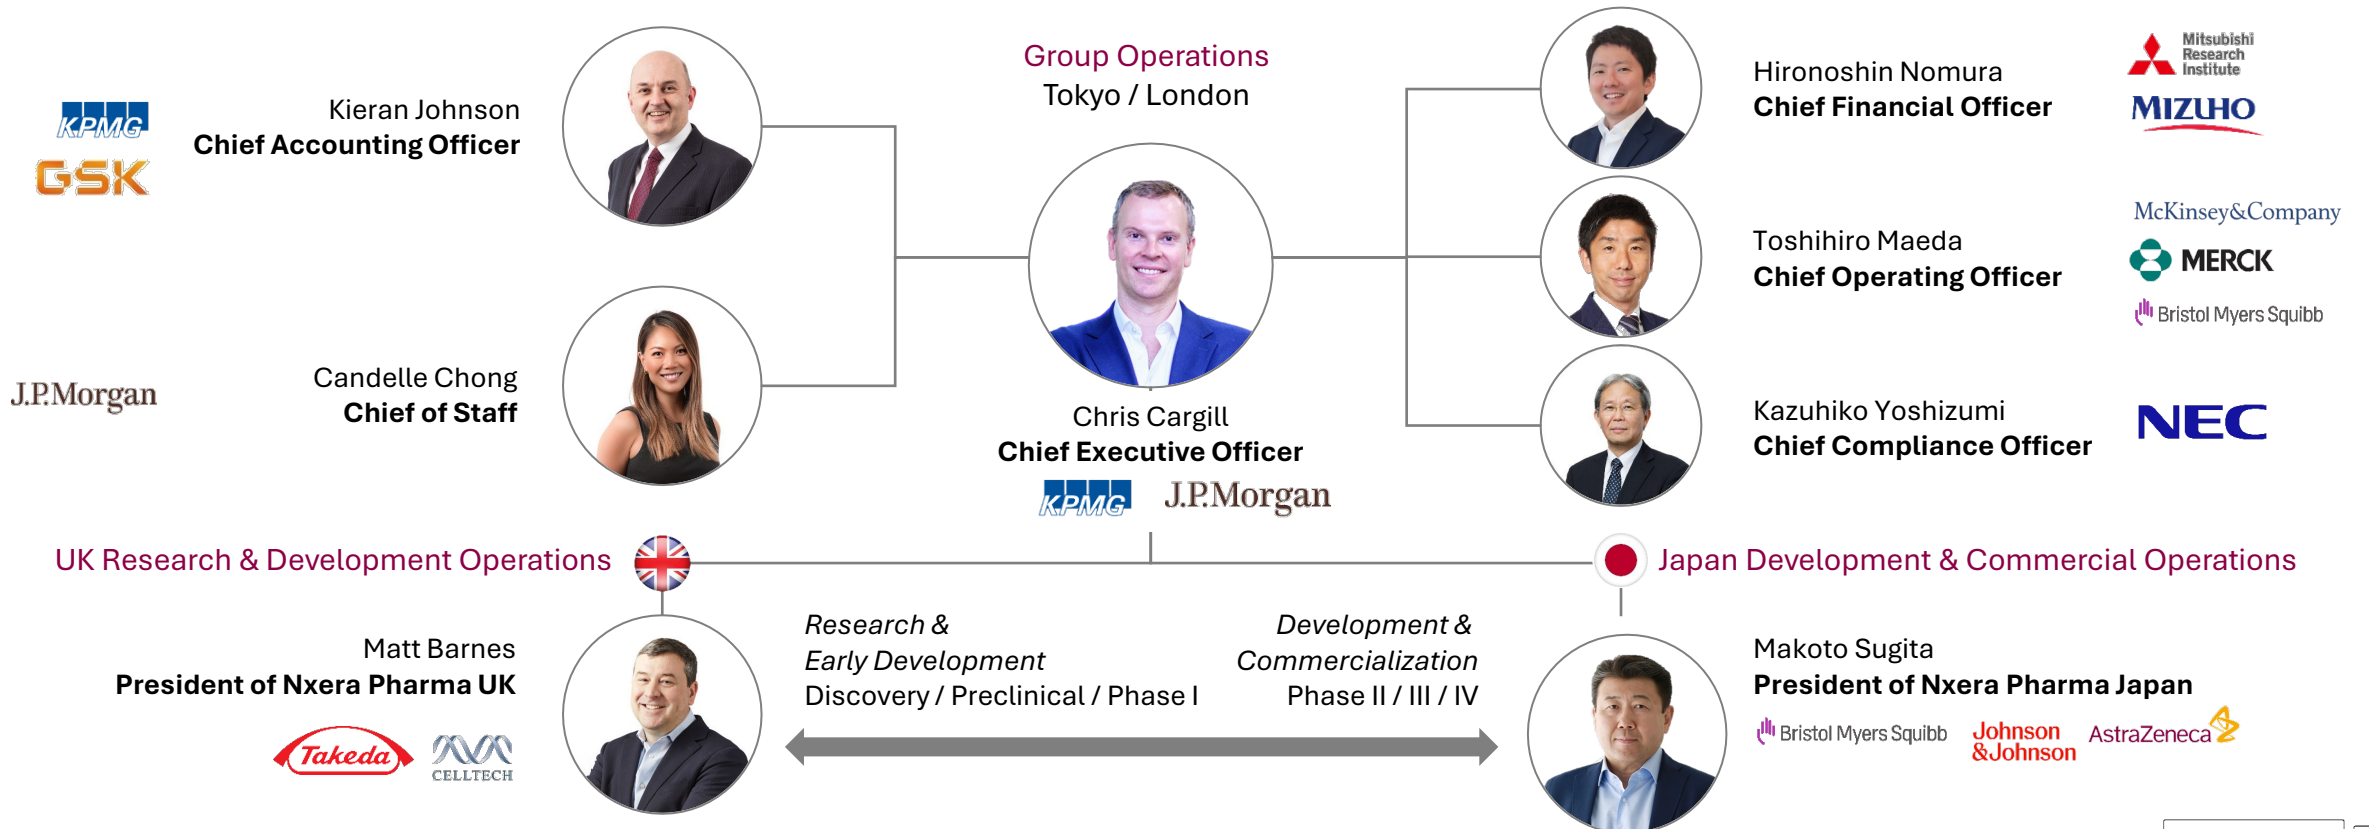 Group Operations
Tokyo / London
KPMG
GSK
Kieran Johnson
Chief Accounting Officer
J.P.Morgan
Candelle Chong
Chief of Staff
Chris Cargill
Chief Executive Officer
KPMG
J.P.Morgan
Hironoshin Nomura
Chief Financial Officer
Mitsubishi
Research
Institute
MIZUHO
Toshihiro Maeda
Chief Operating Officer
McKinsey&Company
MERCK
Bristol Myers Squibb
Kazuhiko Yoshizumi
Chief Compliance Officer
NEC
UK Research & Development Operations
Japan Development & Commercial Operations
Matt Barnes
President of Nxera Pharma UK
Takeda
CELLTECH
Research &
Early Development
Discovery / Preclinical / Phase I
Development &
Commercialization
Phase II / III / IV
Makoto Sugita
President of Nxera Pharma Japan
Bristol Myers Squibb
Johnson
&Johnson
AstraZeneca